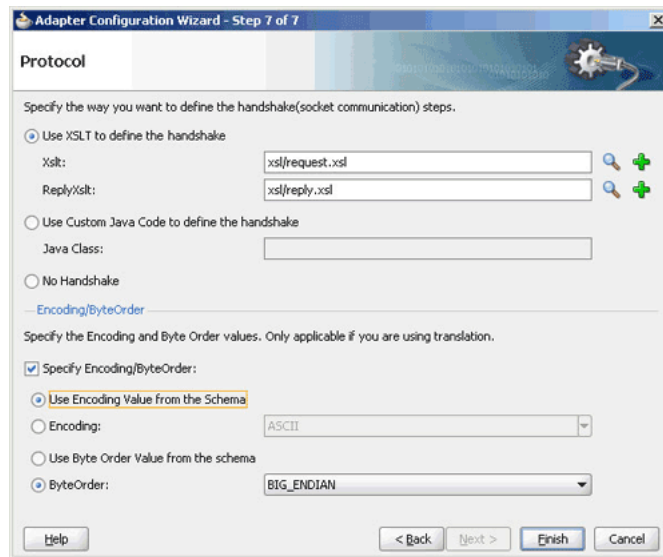 Adapter Configuration Wizard - Step 7 of 7
Protocol
Specify the way you want to define the handshake(socket communication) steps.
Use XSLT to define the handshake
Xslt: xsl/request.xsl
ReplyXslt: xsl/reply.xsl
Use Custom Java Code to define the handshake
Java Class:
No Handshake
Encoding/ByteOrder
Specify the Encoding and Byte Order values. Only applicable if you are using translation.
Specify Encoding/ByteOrder:
Use Encoding Value from the Schema
Encoding: ASCII
Use Byte Order Value from the schema
ByteOrder: BIG_ENDIAN
Help < Back Next > Finish Cancel